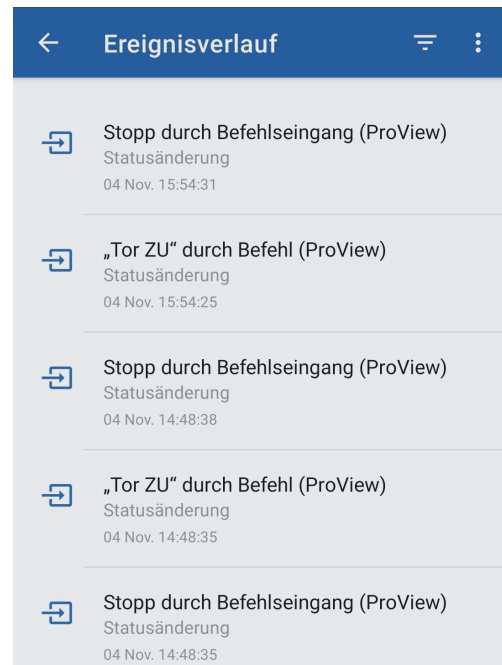 Ereignisverlauf
Stopp durch Befehlseingang (ProView)
Statusänderung
04 Nov. 15:54:31
„Tor ZU“ durch Befehl (ProView)
Statusänderung
04 Nov. 15:54:25
Stopp durch Befehlseingang (ProView)
Statusänderung
04 Nov. 14:48:38
„Tor ZU“ durch Befehl (ProView)
Statusänderung
04 Nov. 14:48:35
Stopp durch Befehlseingang (ProView)
Statusänderung
04 Nov. 14:48:35